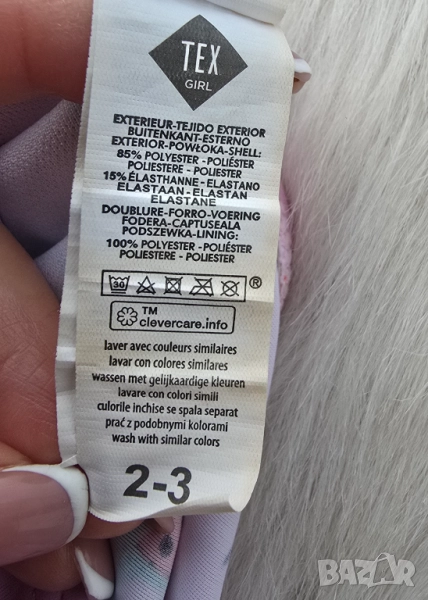 TEX
GIRL
EXTERIEUR-TEJIDO EXTERIOR
BUITENKANT-ESTERNO
EXTERIOR-POWŁOKA-SHELL:
85% POLYESTER - POLIÉSTER
POLIESTERE - POLIESTER
15% ÉLASTHANNE - ELASTANO
ELASTAAN - ELASTAN
ELASTANE
DOUBLURE-FORRO-VOERING
FODERA-CAPTUSEALA
PODSZEWKA-LINING:
100% POLYESTER -POLIÉSTER
POLIESTERE - POLIESTER
30 ®
TM
clevercare.info
laver avec couleurs similaires
lavar con colores similares
wassen met gelijkaardige kleuren
lavare con colori simili
culorile inchise se spala separat
prać z podobnymi kolorami
wash with similar colors
2-3
BAZAR